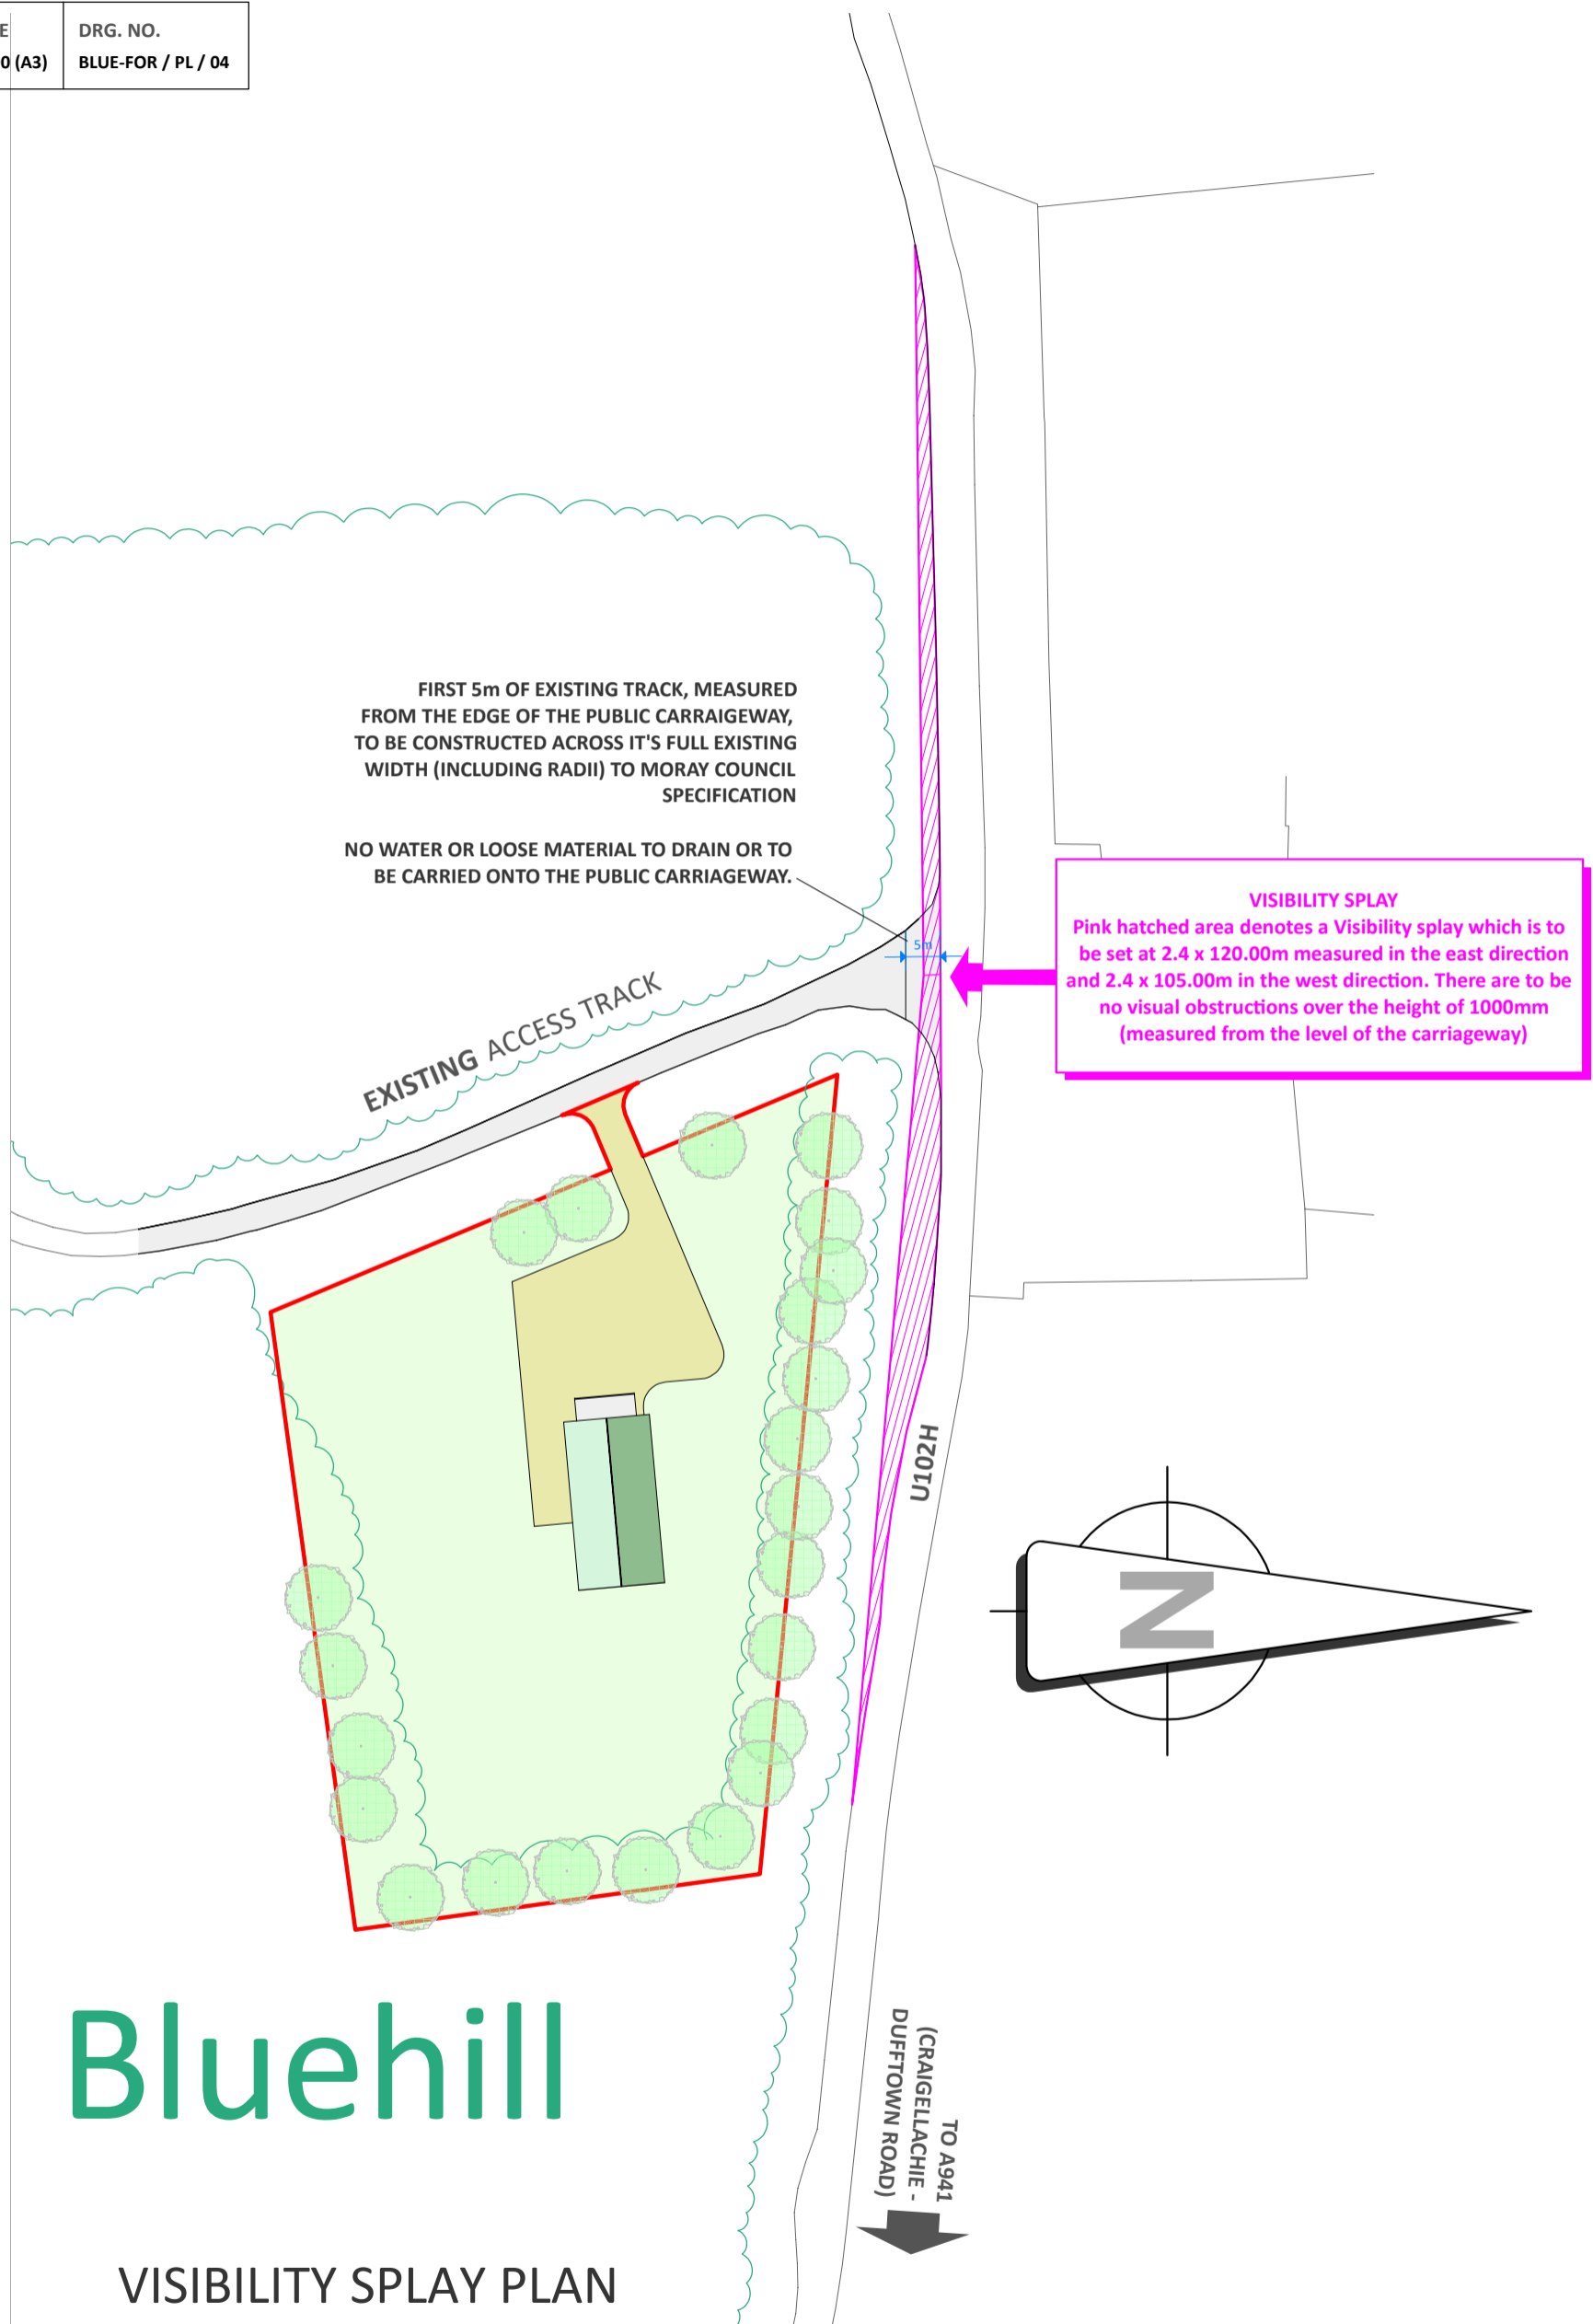 E
0 (A3)
DRG. NO.
BLUE-FOR / PL / 04
FIRST 5m OF EXISTING TRACK, MEASURED
FROM THE EDGE OF THE PUBLIC CARRAIGEWAY,
TO BE CONSTRUCTED ACROSS IT'S FULL EXISTING
WIDTH (INCLUDING RADII) TO MORAY COUNCIL
SPECIFICATION
NO WATER OR LOOSE MATERIAL TO DRAIN OR TO
BE CARRIED ONTO THE PUBLIC CARRIAGEWAY.
5m
VISIBILITY SPLAY
Pink hatched area denotes a Visibility splay which is to
be set at 2.4 x 120.00m measured in the east direction
and 2.4 x 105.00m in the west direction. There are to be
no visual obstructions over the height of 1000mm
(measured from the level of the carriageway)
EXISTING ACCESS TRACK
U102H
N
TO A941
(CRAIGELLACHIE -
DUFFTOWN ROAD)
Bluehill
VISIBILITY SPLAY PLAN